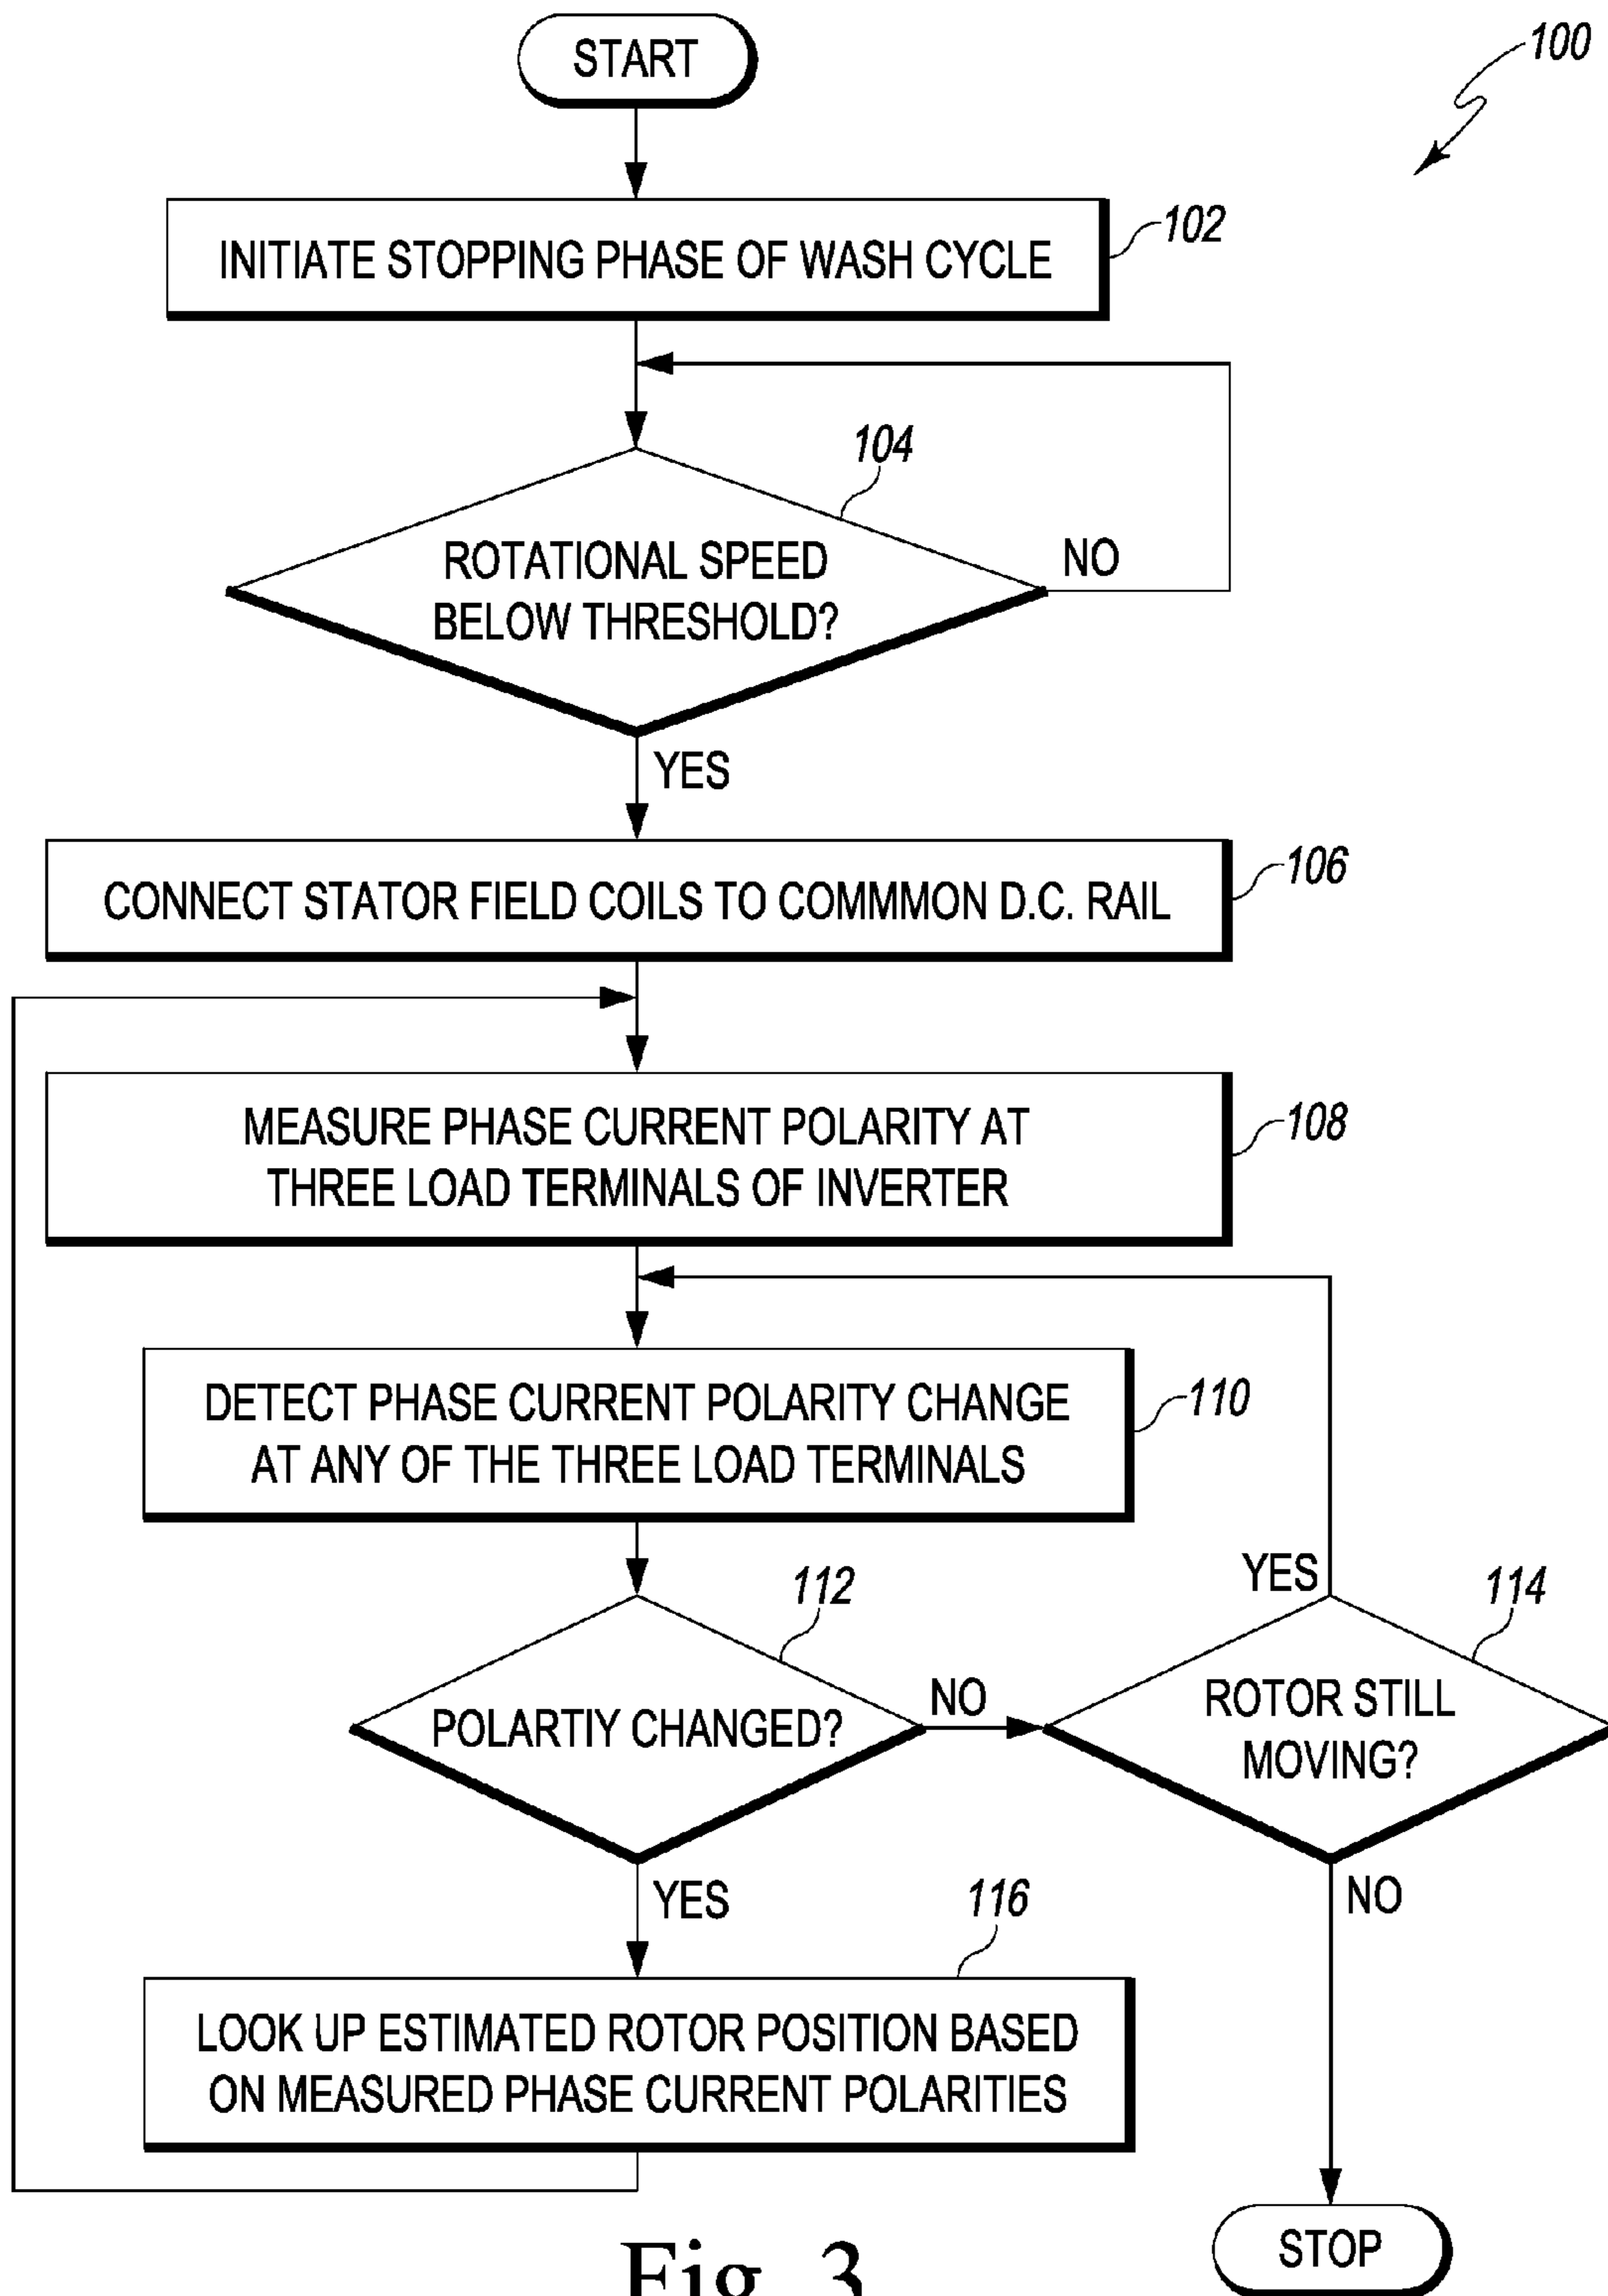 START
100
INITIATE STOPPING PHASE OF WASH CYCLE
102
104
ROTATIONAL SPEED
BELOW THRESHOLD?
NO
YES
CONNECT STATOR FIELD COILS TO COMMMON D.C. RAIL
106
MEASURE PHASE CURRENT POLARITY AT
THREE LOAD TERMINALS OF INVERTER
108
DETECT PHASE CURRENT POLARITY CHANGE
AT ANY OF THE THREE LOAD TERMINALS
110
112
POLARTIY CHANGED?
NO
YES
114
ROTOR STILL
MOVING?
YES
NO
116
LOOK UP ESTIMATED ROTOR POSITION BASED
ON MEASURED PHASE CURRENT POLARITIES
STOP
Fig. 3